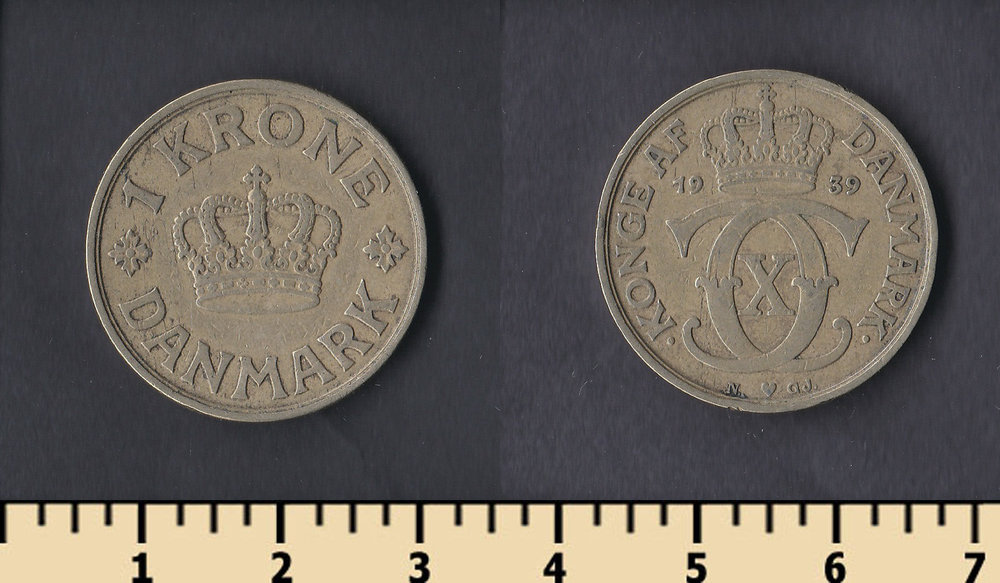 1 KRONE
DANMARK
KONGE AF DANMARK
19 39
X
N. ♥ GJ.
1 2 3 4 5 6 7